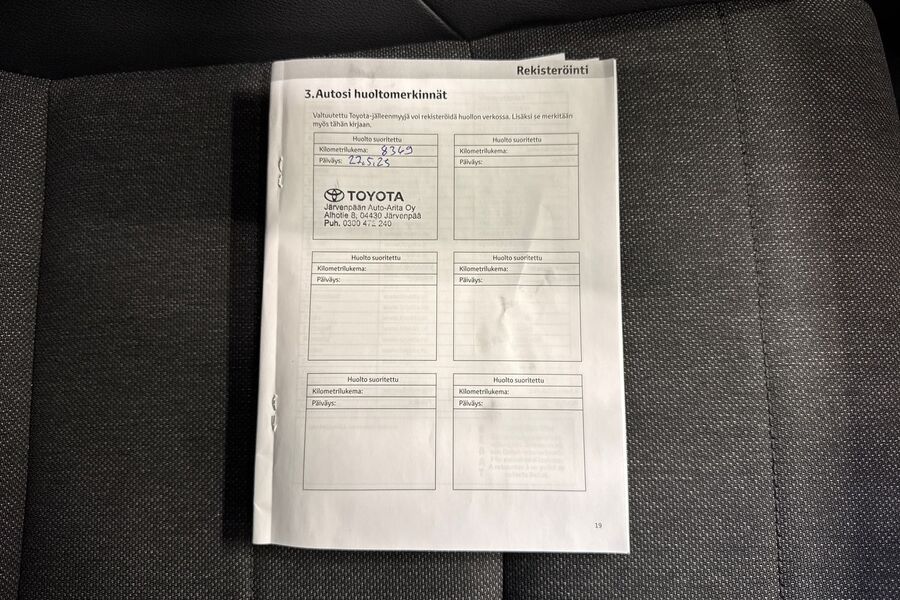 Rekisteröinti
3. Autosi huoltomerkinnät
Valtuutettu Toyota-jälleenmyyjä voi rekisteröidä huollon verkossa. Lisäksi se merkitään
myös tähän kirjaan.
Huolto suoritettu
Kilometrilukema: 8369
Päiväys: 22.5.25
TOYOTA
Järvenpään Auto-Arita Oy
Alhotie 8, 04430 Järvenpää
Puh. 0300 472 240
Huolto suoritettu
Kilometrilukema:
Päiväys:
Huolto suoritettu
Kilometrilukema:
Päiväys:
Huolto suoritettu
Kilometrilukema:
Päiväys:
Huolto suoritettu
Kilometrilukema:
Päiväys:
Huolto suoritettu
Kilometrilukema:
Päiväys:
19